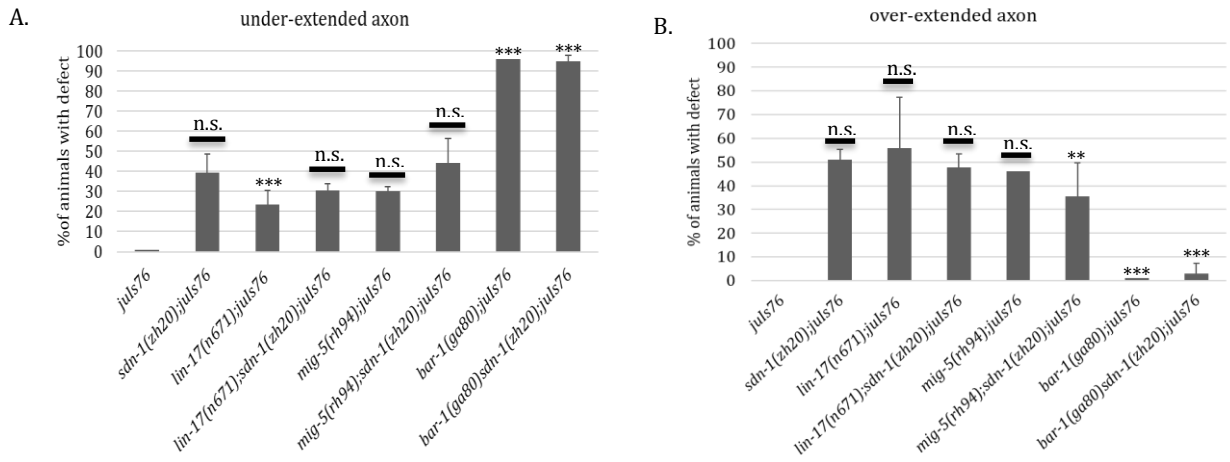 A.
under-extended axon
%of animals with defect
100
90
80
70
60
50
40
30
20
10
0
n.s.
***
n.s.
n.s.
n.s.
***
***
juIs76
sdn-1(zh20);juIs76
lin-17(n671);juIs76
lin-17(n671);sdn-1(zh20);juIs76
mig-5(rh94);juIs76
mig-5(rh94);sdn-1(zh20);juIs76
bar-1(ga80);juIs76
bar-1(ga80)sdn-1(zh20);juIs76
B.
over-extended axon
% of animals with defect
100
90
80
70
60
50
40
30
20
10
0
n.s.
n.s.
n.s.
n.s.
**
***
***
juIs76
sdn-1(zh20);juIs76
lin-17(n671);juIs76
lin-17(n671);sdn-1(zh20);juIs76
mig-5(rh94);juIs76
mig-5(rh94);sdn-1(zh20);juIs76
bar-1(ga80);juIs76
bar-1(ga80)sdn-1(zh20);juIs76